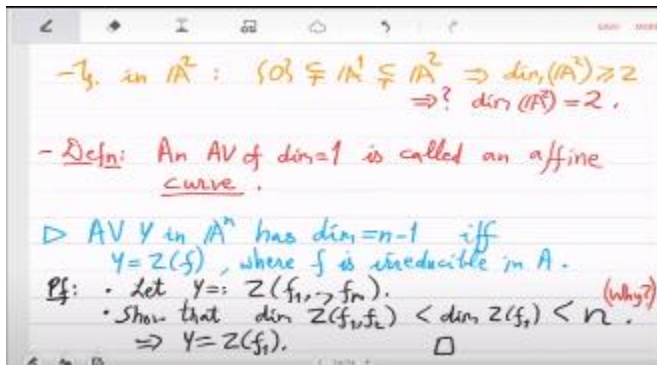 - Eg. in 𝔸² : {0} ⊊ 𝔸¹ ⊊ 𝔸² ⇒ dim(𝔸²) ≥ 2
⇒? dim(𝔸²) = 2.
- Defn: An AV of dim=1 is called an affine
curve.
▷ AV Y in 𝔸ⁿ has dim = n-1 iff
Y = Z(f), where f is irreducible in A.
Pf: • Let Y =: Z(f₁,..,fₘ).
(Why?)
• Show that dim Z(f₁,f₂) < dim Z(f₁) < n.
⇒ Y = Z(f₁). □